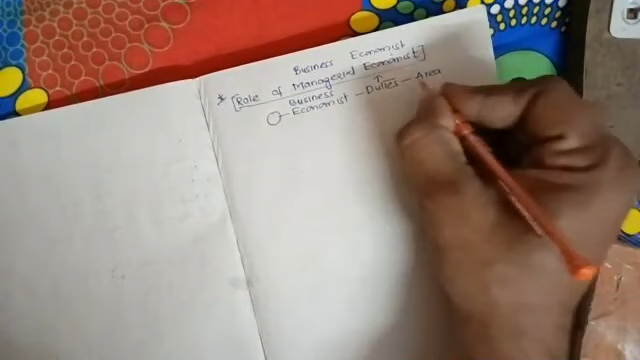 Business Economist
* [Role of Managerial Economist]
Business
Economist - Duties - Area